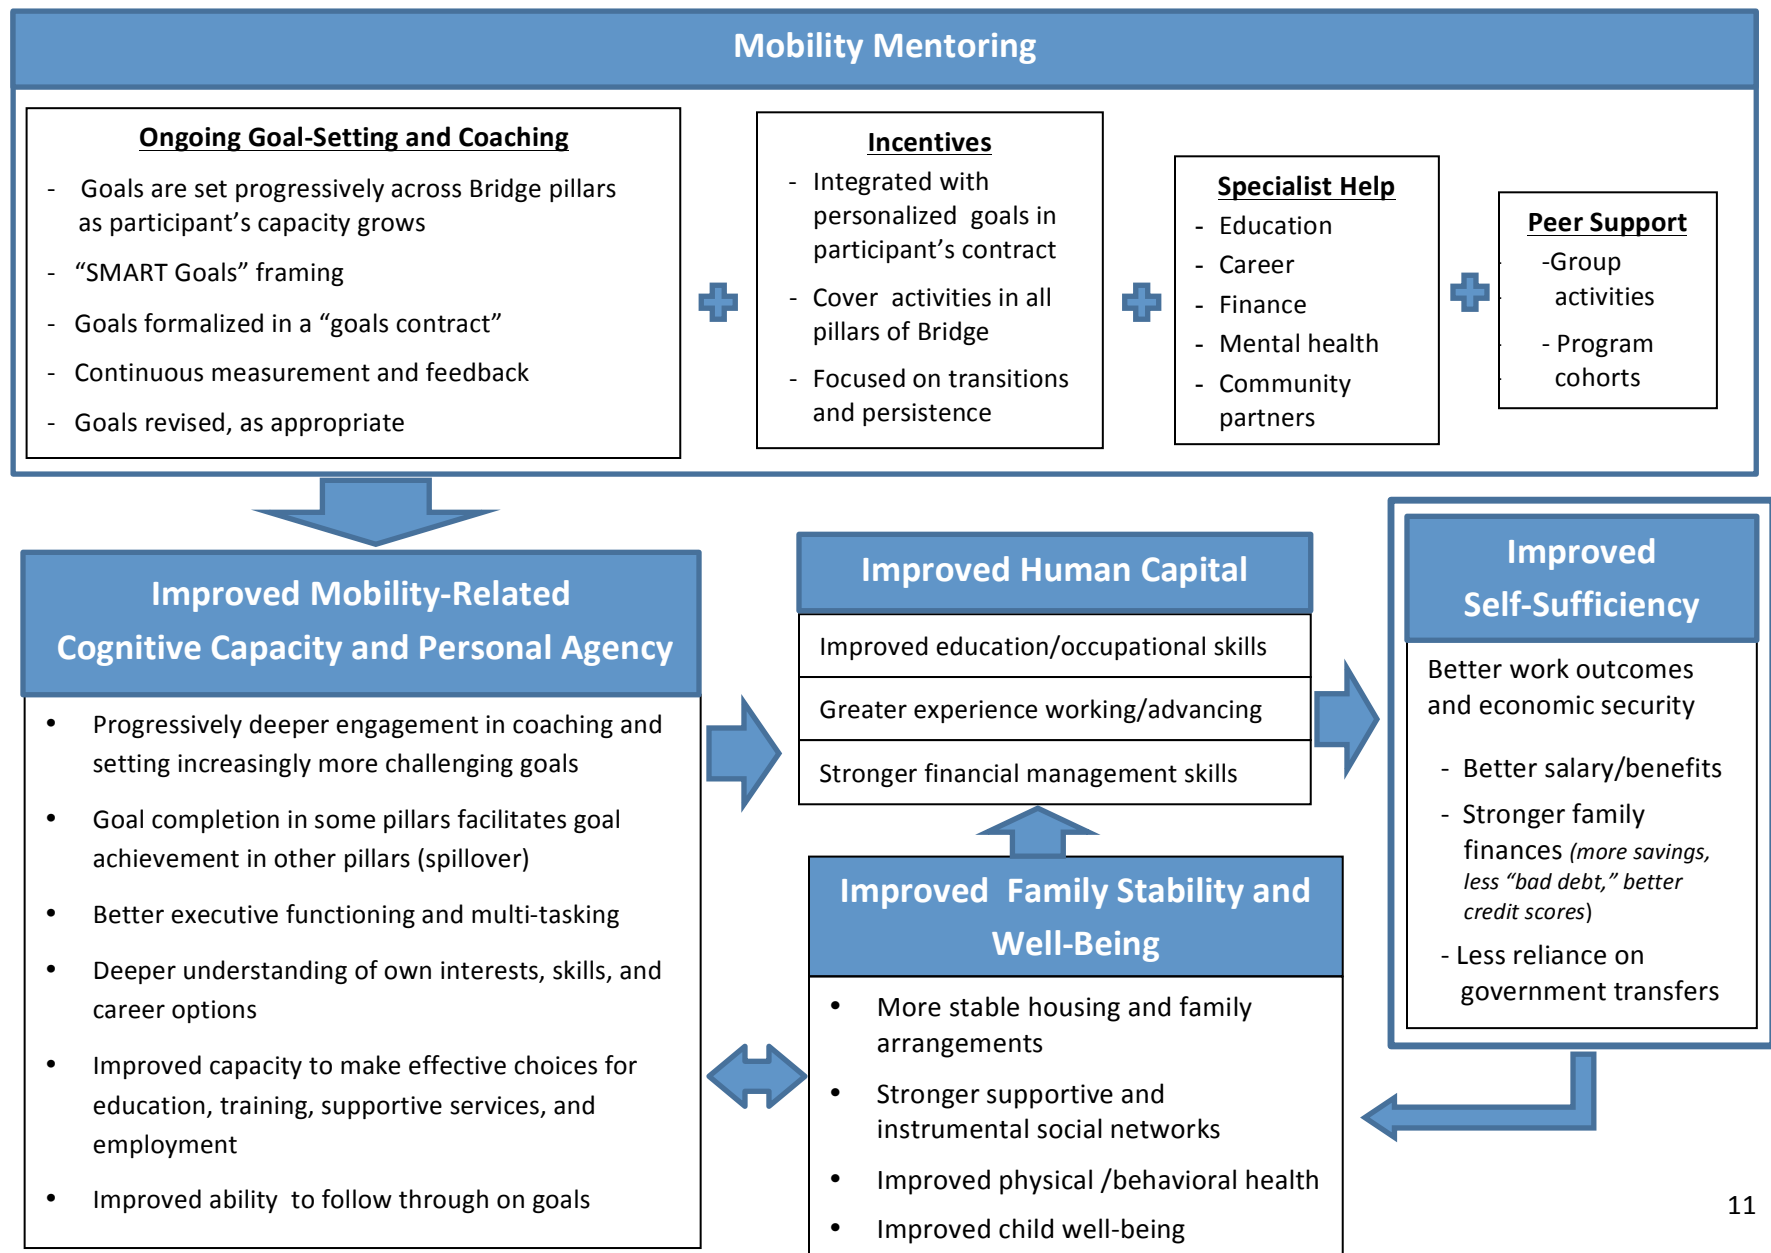 Mobility Mentoring
Ongoing Goal-Setting and Coaching
- Goals are set progressively across Bridge pillars
as participant’s capacity grows
- “SMART Goals” framing
- Goals formalized in a “goals contract”
- Continuous measurement and feedback
- Goals revised, as appropriate
Incentives
- Integrated with
personalized goals in
participant’s contract
- Cover activities in all
pillars of Bridge
- Focused on transitions
and persistence
Specialist Help
- Education
- Career
- Finance
- Mental health
- Community
partners
Peer Support
-Group
activities
- Program
cohorts
Improved Mobility-Related
Cognitive Capacity and Personal Agency
• Progressively deeper engagement in coaching and
setting increasingly more challenging goals
• Goal completion in some pillars facilitates goal
achievement in other pillars (spillover)
• Better executive functioning and multi-tasking
• Deeper understanding of own interests, skills, and
career options
• Improved capacity to make effective choices for
education, training, supportive services, and
employment
• Improved ability to follow through on goals
Improved Human Capital
Improved education/occupational skills
Greater experience working/advancing
Stronger financial management skills
Improved Family Stability and
Well-Being
• More stable housing and family
arrangements
• Stronger supportive and
instrumental social networks
• Improved physical /behavioral health
• Improved child well-being
Improved
Self-Sufficiency
Better work outcomes
and economic security
- Better salary/benefits
- Stronger family
finances (more savings,
less “bad debt,” better
credit scores)
- Less reliance on
government transfers
11